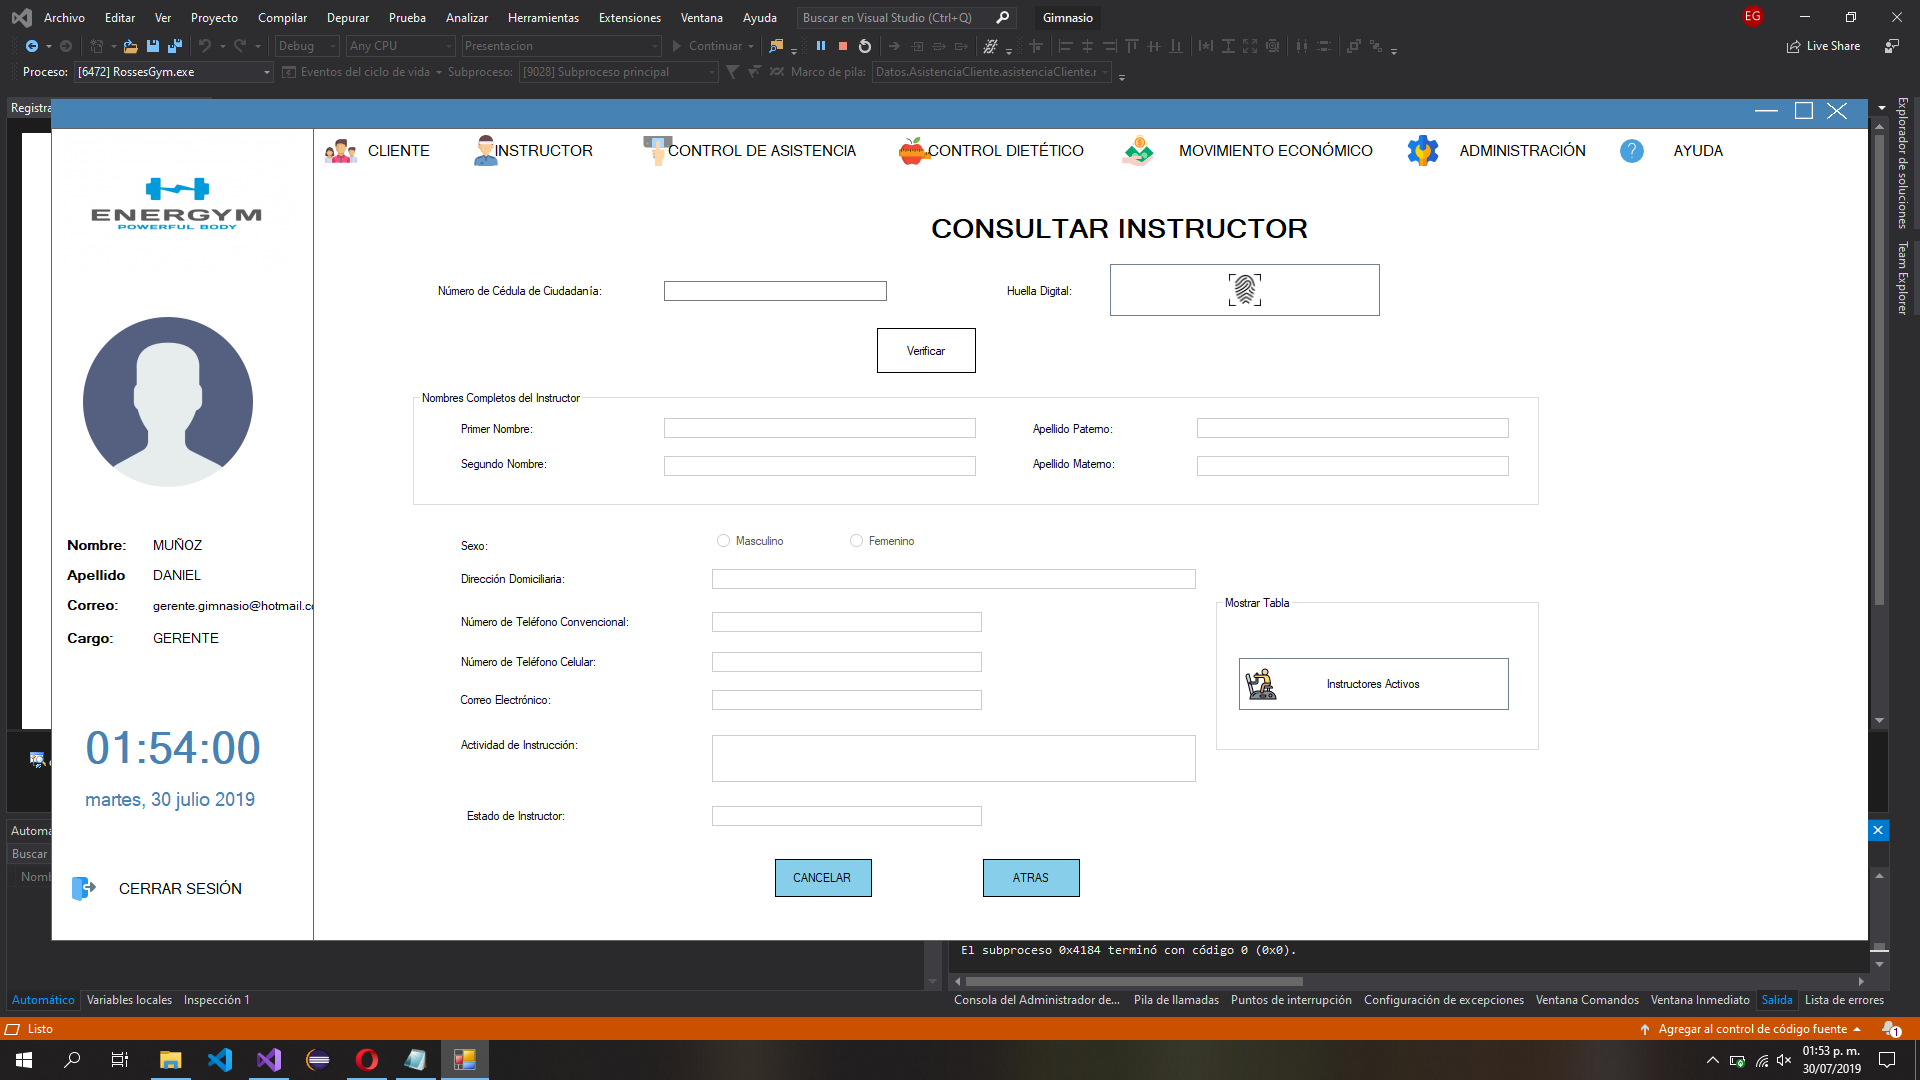 Archivo Editar Ver Proyecto Compilar Depurar Prueba Analizar Herramientas Extensiones Ventana Ayuda Buscar en Visual Studio (Ctrl+Q) Gimnasio EG
Debug Any CPU Presentacion Continuar Live Share
Proceso: [6472] RossesGym.exe Eventos del ciclo de vida Subproceso: [9028] Subproceso principal Marco de pila: Datos.AsistenciaCliente.asistenciaCliente.r
Registra
Explorador de soluciones
Team Explorer
CLIENTE INSTRUCTOR CONTROL DE ASISTENCIA CONTROL DIETÉTICO MOVIMIENTO ECONÓMICO ADMINISTRACIÓN ? AYUDA
ENERGYM
POWERFUL BODY
CONSULTAR INSTRUCTOR
Número de Cédula de Ciudadanía: Huella Digital:
Verificar
Nombres Completos del Instructor
Primer Nombre: Apellido Paterno:
Segundo Nombre: Apellido Materno:
Sexo: Masculino Femenino
Dirección Domiciliaria:
Mostrar Tabla
Número de Teléfono Convencional:
Número de Teléfono Celular:
Instructores Activos
Correo Electrónico:
Actividad de Instrucción:
Estado de Instructor:
CANCELAR ATRAS
Nombre: MUÑOZ
Apellido DANIEL
Correo: gerente.gimnasio@hotmail.co
Cargo: GERENTE
01:54:00
martes, 30 julio 2019
CERRAR SESIÓN
Automá
Buscar
Nomb
El subproceso 0x4184 terminó con código 0 (0x0).
Automático Variables locales Inspección 1
Consola del Administrador de... Pila de llamadas Puntos de interrupción Configuración de excepciones Ventana Comandos Ventana Inmediato Salida Lista de errores
Listo Agregar al control de código fuente 1
01:53 p. m.
30/07/2019